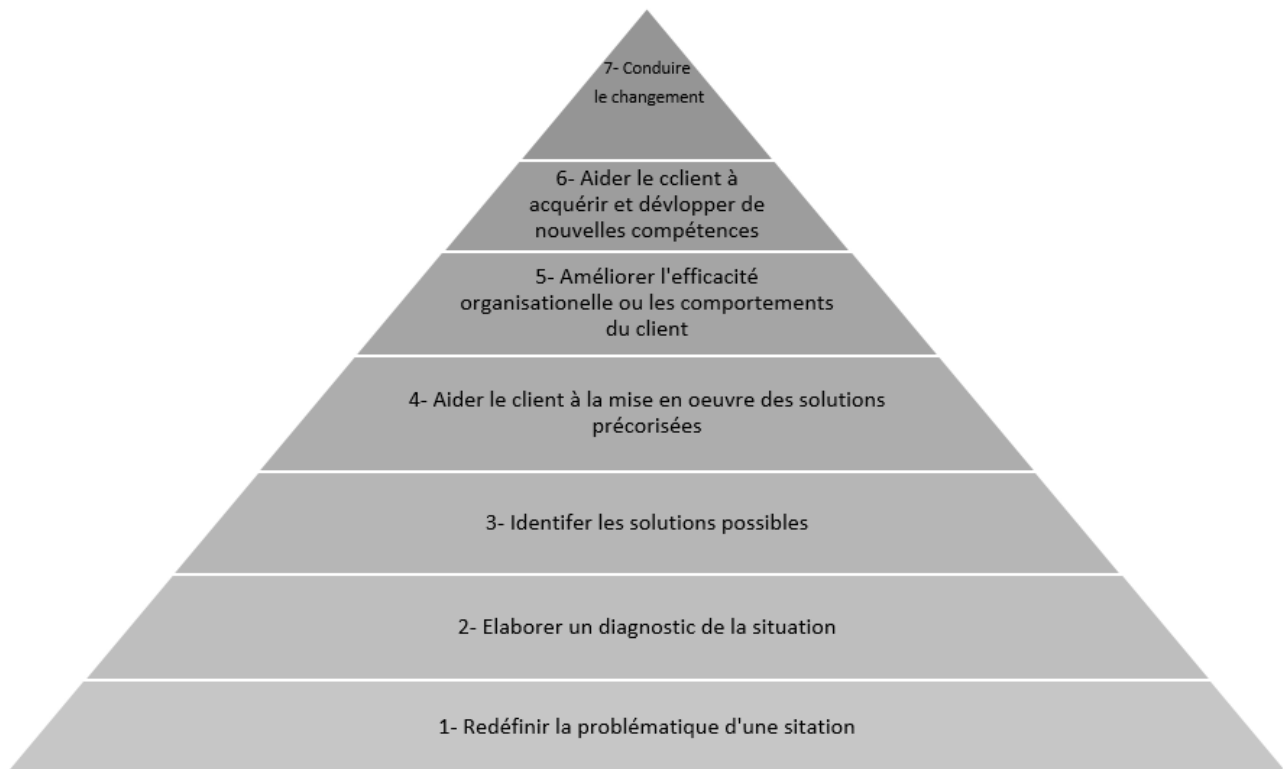 7- Conduire
le changement
6- Aider le cclient à
acquérir et dévlopper de
nouvelles compétences
5- Améliorer l'efficacité
organisationelle ou les comportements
du client
4- Aider le client à la mise en oeuvre des solutions
précorisées
3- Identifer les solutions possibles
2- Elaborer un diagnostic de la situation
1- Redéfinir la problématique d'une sitation